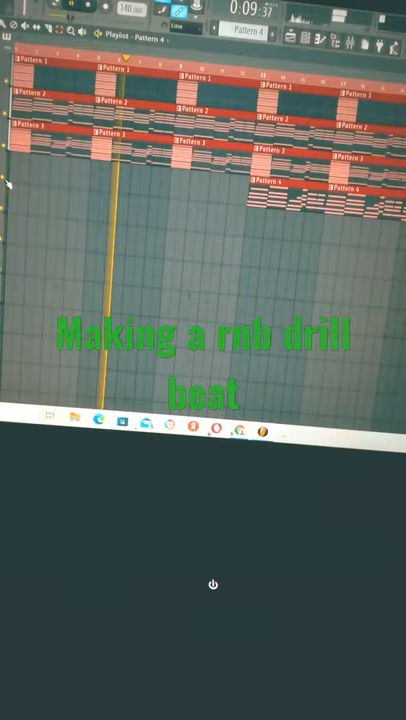 0:09:37
140.000
Line
Pattern 4
Playlist - Pattern 4
Pattern 1
Pattern 1
Pattern 1
Pattern 1
Pattern 1
Pattern 2
Pattern 2
Pattern 2
Pattern 2
Pattern 2
Pattern 3
Pattern 3
Pattern 3
Pattern 3
Pattern 3
Pattern 4
Pattern 4
Making a rnb drill
beat